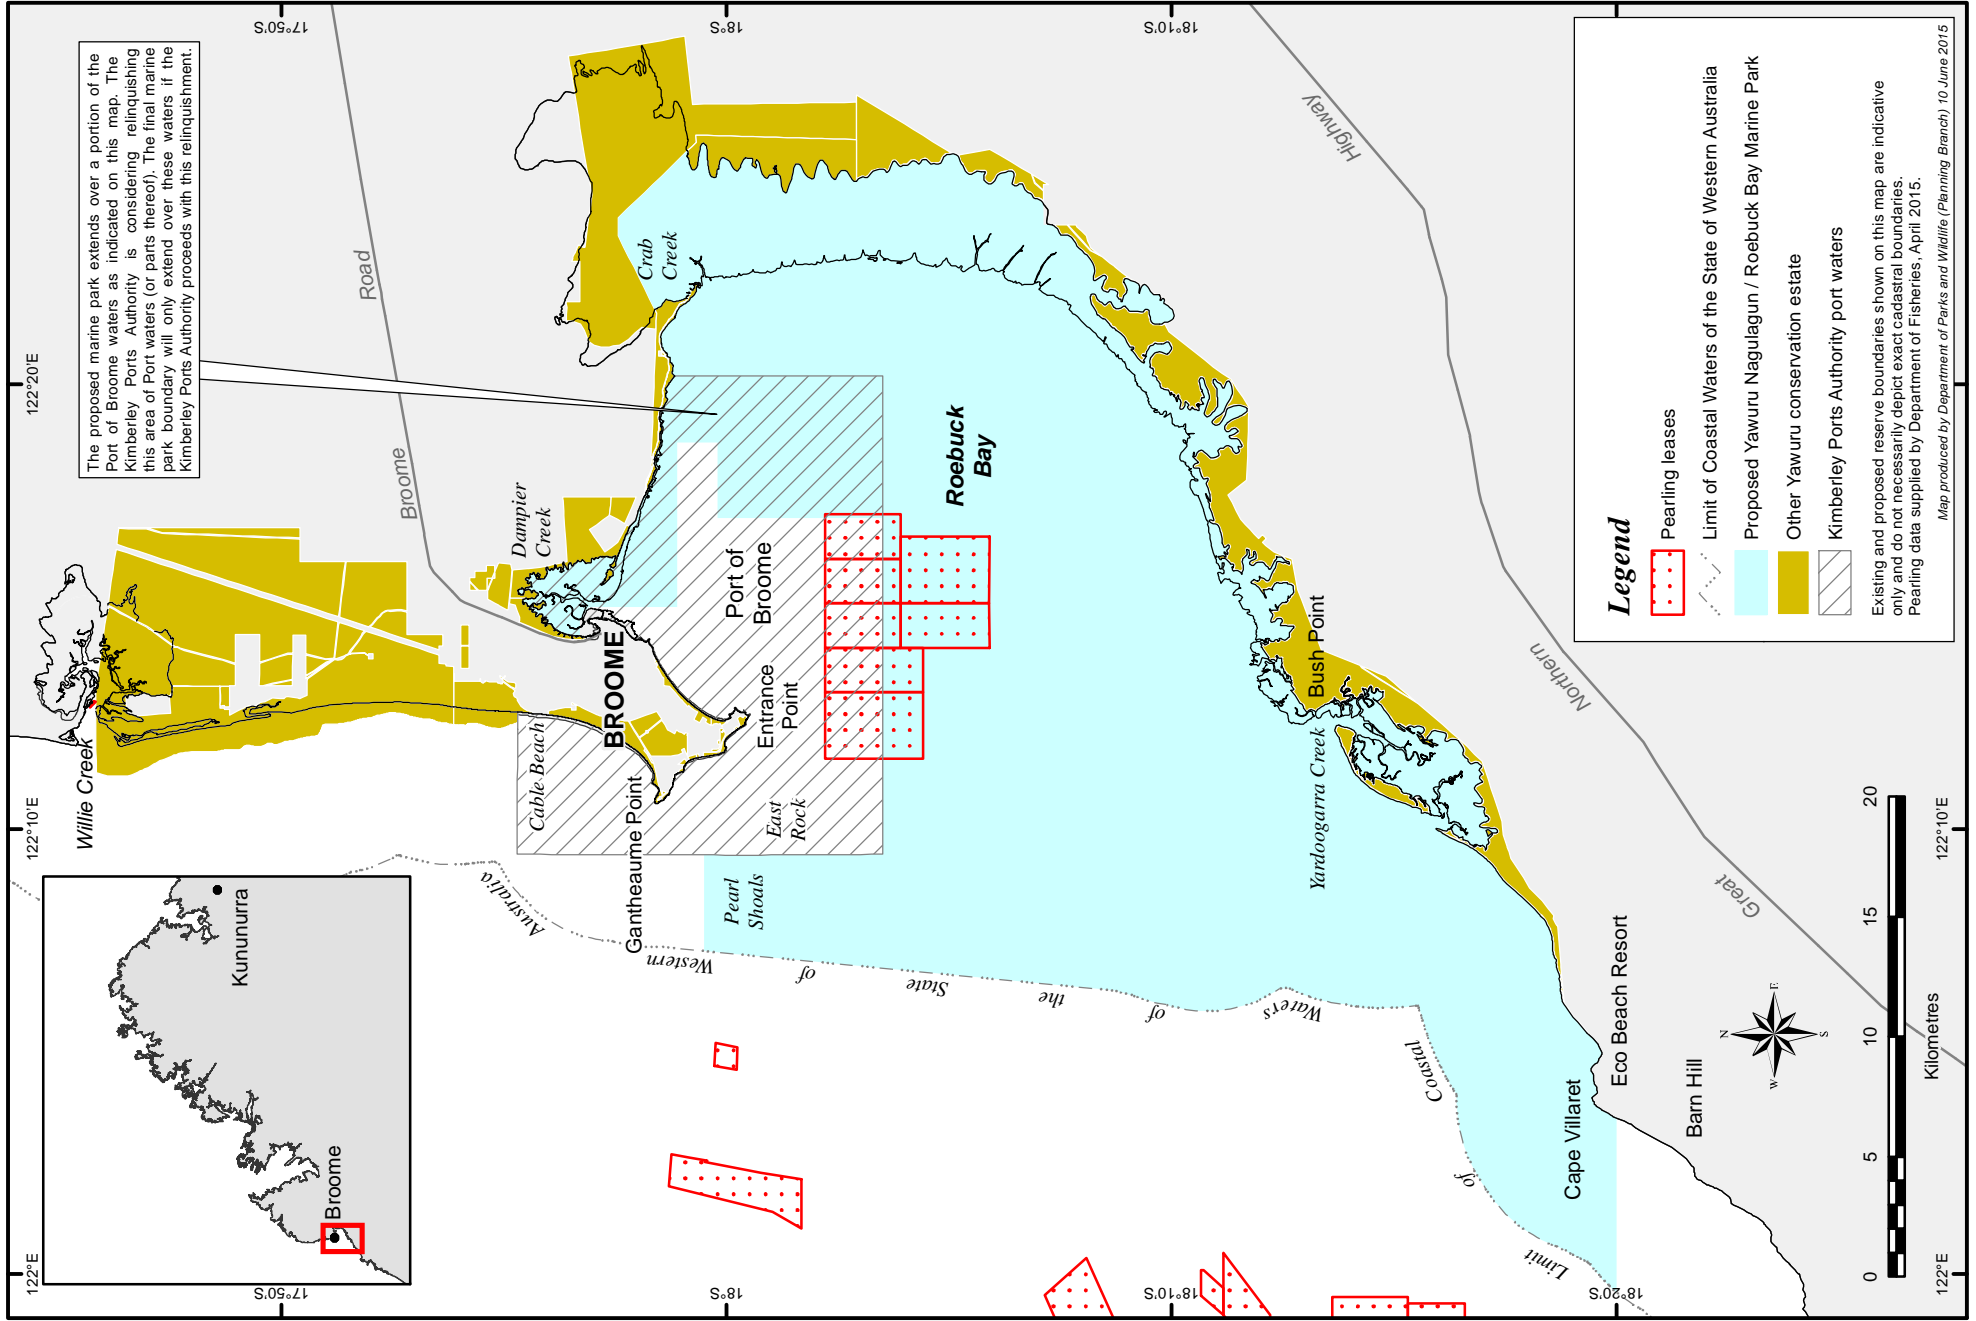 The proposed marine park extends over a portion of the
Port of Broome waters as indicated on this map. The
Kimberley Ports Authority is considering relinquishing
this area of Port waters (or parts thereof). The final marine
park boundary will only extend over these waters if the
Kimberley Ports Authority proceeds with this relinquishment.
122°E
122°10'E
122°20'E
17°50'S
18°S
18°10'S
18°20'S
17°50'S
18°S
18°10'S
122°E
122°10'E
Kununurra
Broome
Willie Creek
Broome
Road
Dampier
Creek
Crab
Creek
Cable Beach
BROOME
Gantheaume Point
Entrance
Point
Port of
Broome
East
Rock
Pearl
Shoals
Roebuck
Bay
Bush Point
Yardoogarra Creek
Eco Beach Resort
Cape Villaret
Barn Hill
Great
Northern
Highway
Limit
of
Coastal
Waters
of
the
State
of
Western
Australia
N
E
S
W
0
5
10
15
20
Kilometres
Legend
Pearling leases
Limit of Coastal Waters of the State of Western Australia
Proposed Yawuru Nagulagun / Roebuck Bay Marine Park
Other Yawuru conservation estate
Kimberley Ports Authority port waters
Existing and proposed reserve boundaries shown on this map are indicative
only and do not necessarily depict exact cadastral boundaries.
Pearling data supplied by Department of Fisheries, April 2015.
Map produced by Department of Parks and Wildlife (Planning Branch) 10 June 2015